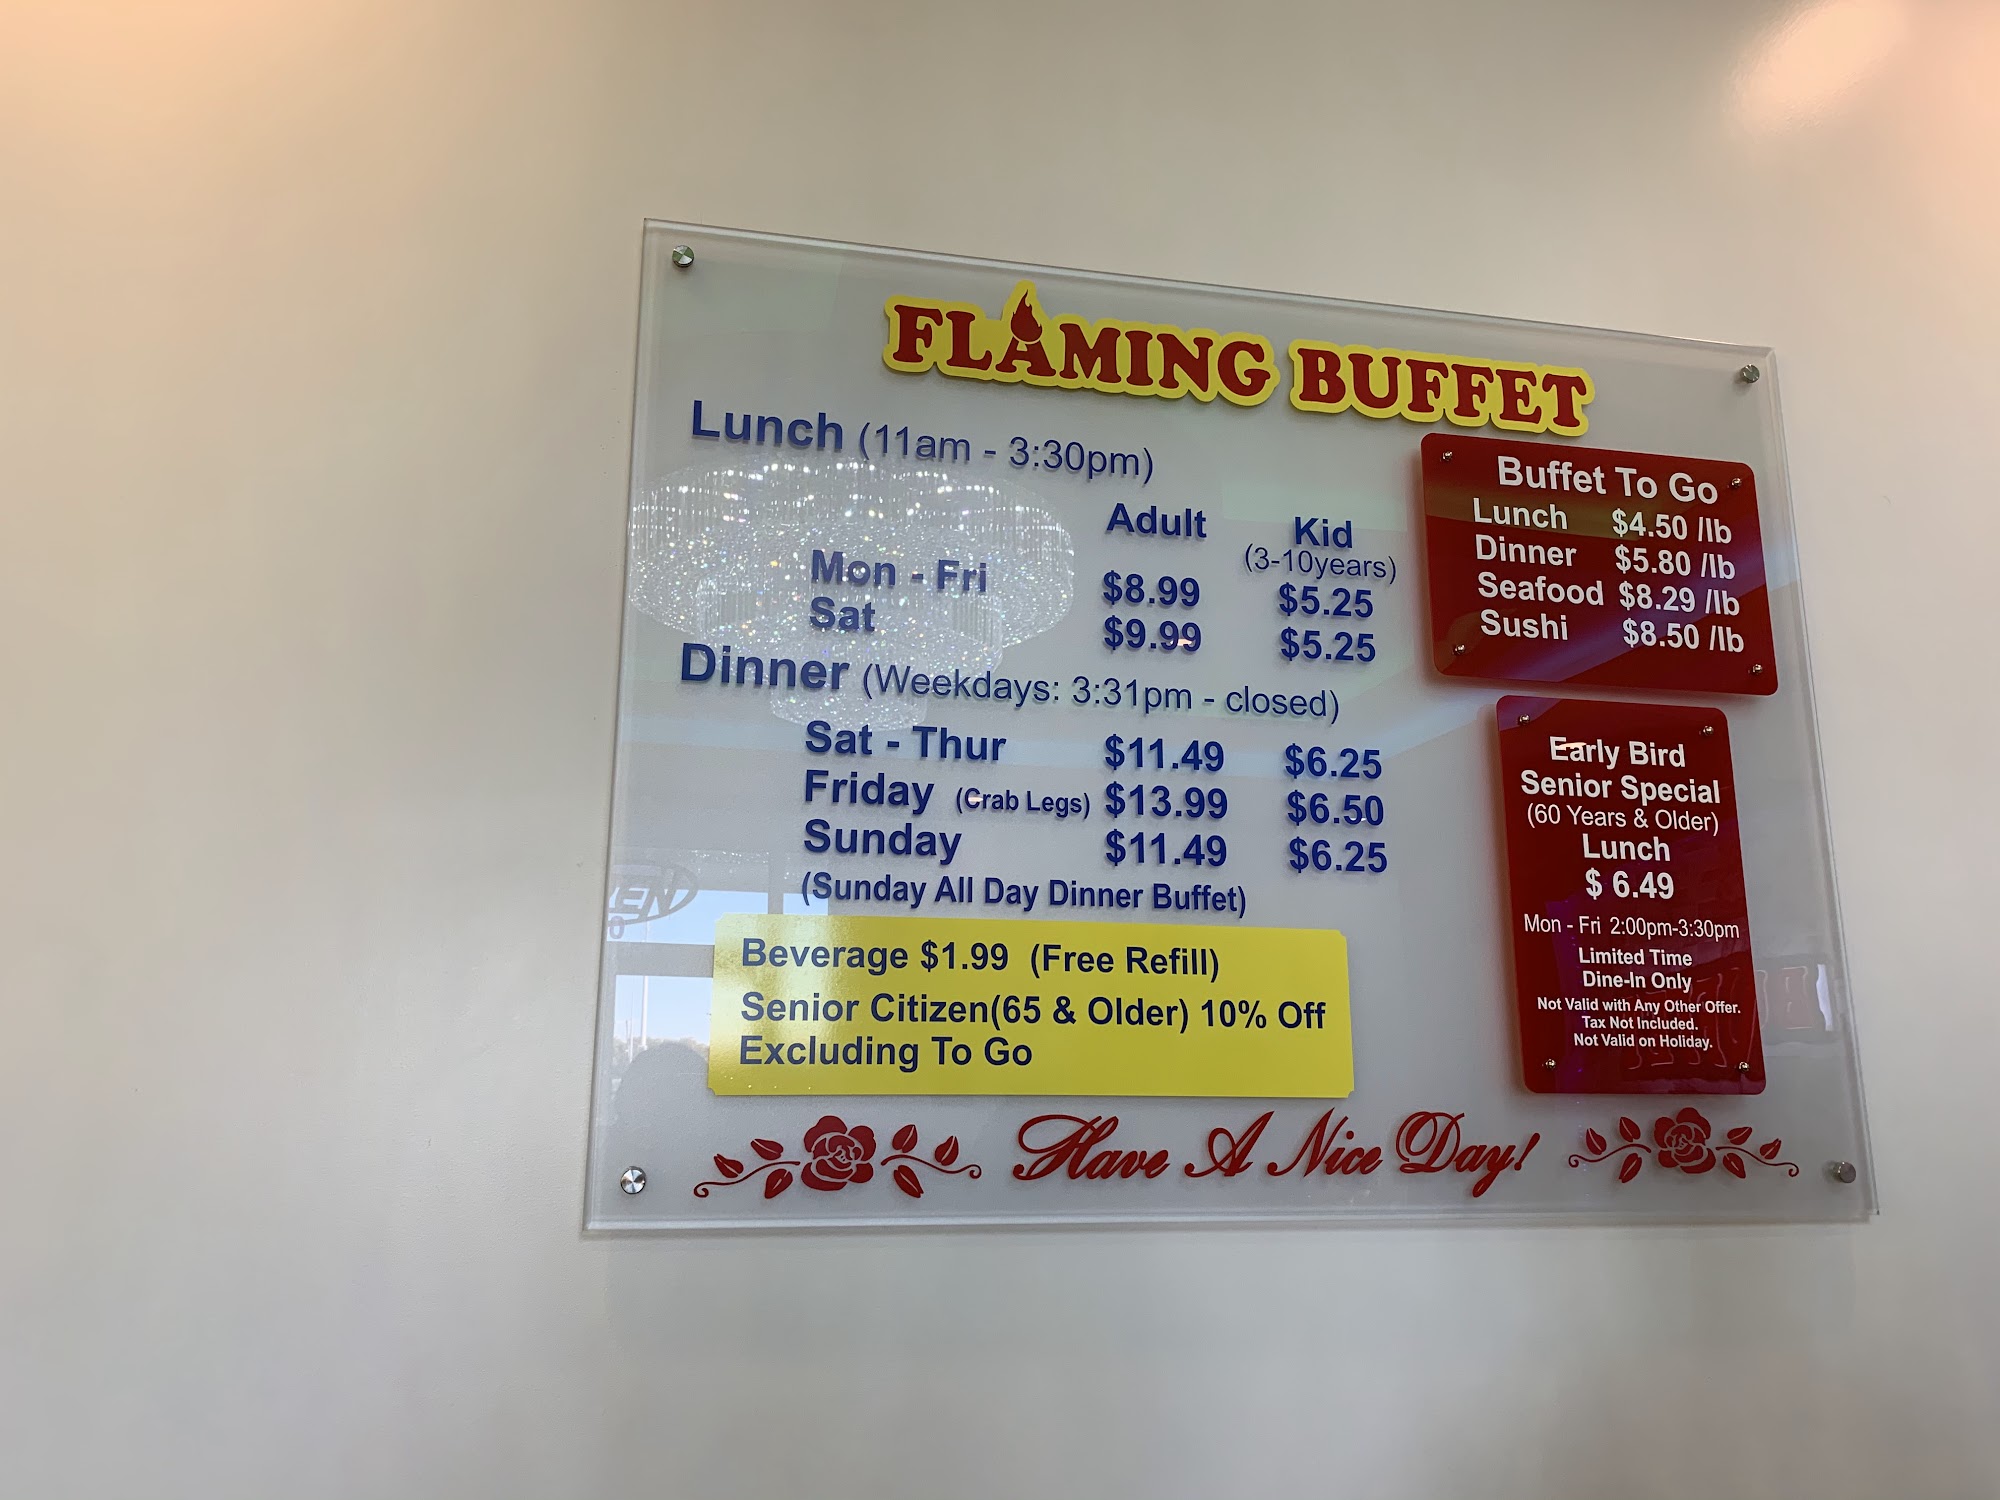 FLAMING BUFFET
Lunch (11am - 3:30pm)
Adult Kid
(3-10years)
Mon - Fri $8.99 $5.25
Sat $9.99 $5.25
Dinner (Weekdays: 3:31pm - closed)
Sat - Thur $11.49 $6.25
Friday (Crab Legs) $13.99 $6.50
Sunday $11.49 $6.25
(Sunday All Day Dinner Buffet)
Beverage $1.99 (Free Refill)
Senior Citizen(65 & Older) 10% Off
Excluding To Go
Buffet To Go
Lunch $4.50 /lb
Dinner $5.80 /lb
Seafood $8.29 /lb
Sushi $8.50 /lb
Early Bird
Senior Special
(60 Years & Older)
Lunch
$ 6.49
Mon - Fri 2:00pm-3:30pm
Limited Time
Dine-In Only
Not Valid with Any Other Offer.
Tax Not Included.
Not Valid on Holiday.
Have A Nice Day!